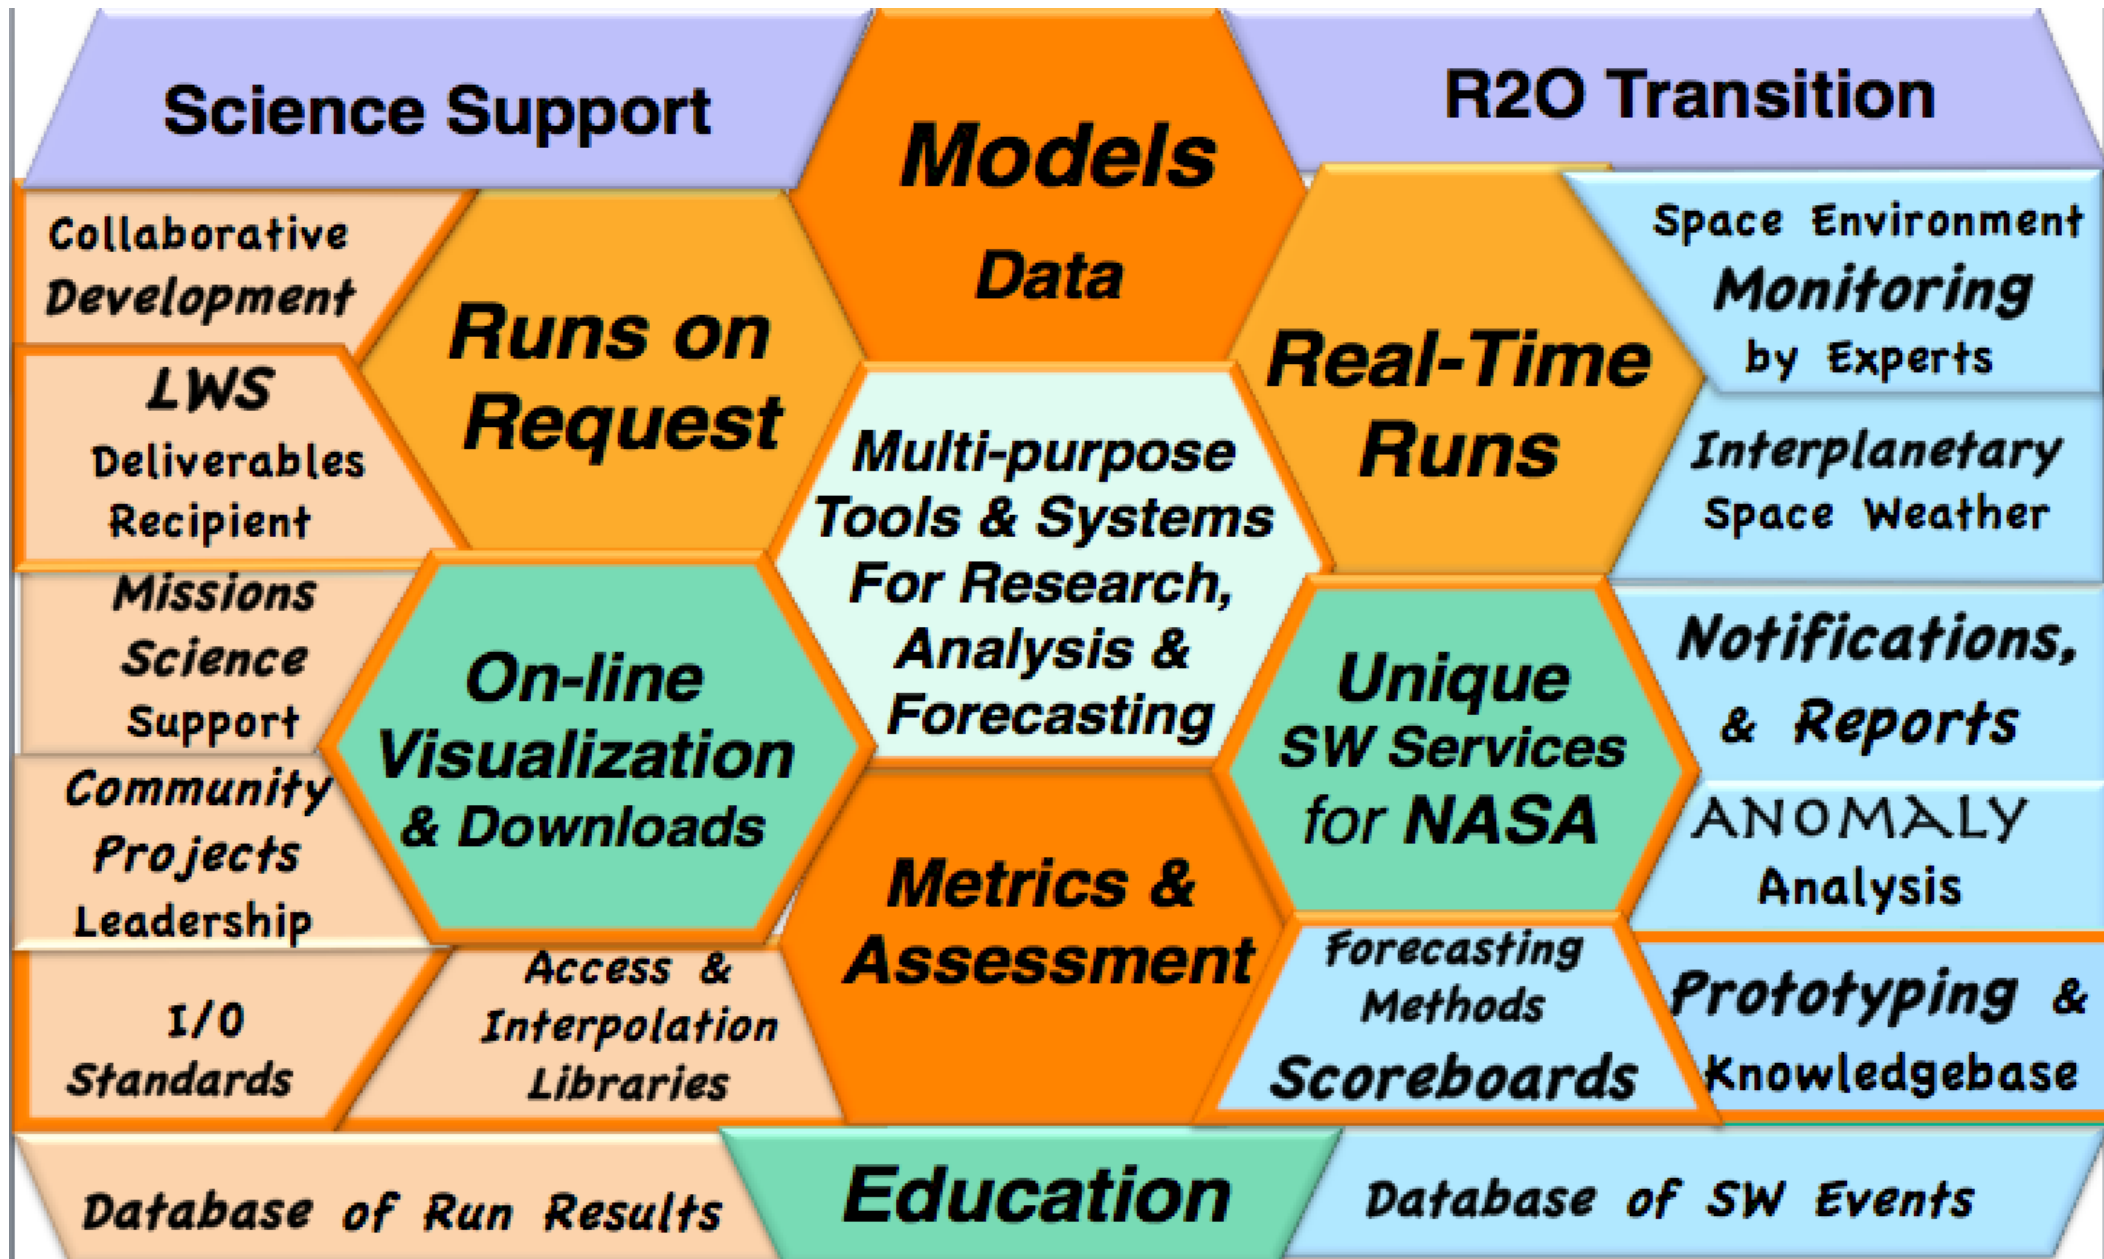 Science Support
Models
Data
R2O Transition
Collaborative
Development
LWS
Deliverables
Recipient
Missions
Science
Support
Community
Projects
Leadership
I/O
Standards
Runs on
Request
On-line
Visualization
& Downloads
Access &
Interpolation
Libraries
Multi-purpose
Tools & Systems
For Research,
Analysis &
Forecasting
Metrics &
Assessment
Real-Time
Runs
Unique
SW Services
for NASA
Forecasting
Methods
Scoreboards
Space Environment
Monitoring
by Experts
Interplanetary
Space Weather
Notifications,
& Reports
ANOMALY
Analysis
Prototyping &
Knowledgebase
Database of Run Results
Education
Database of SW Events